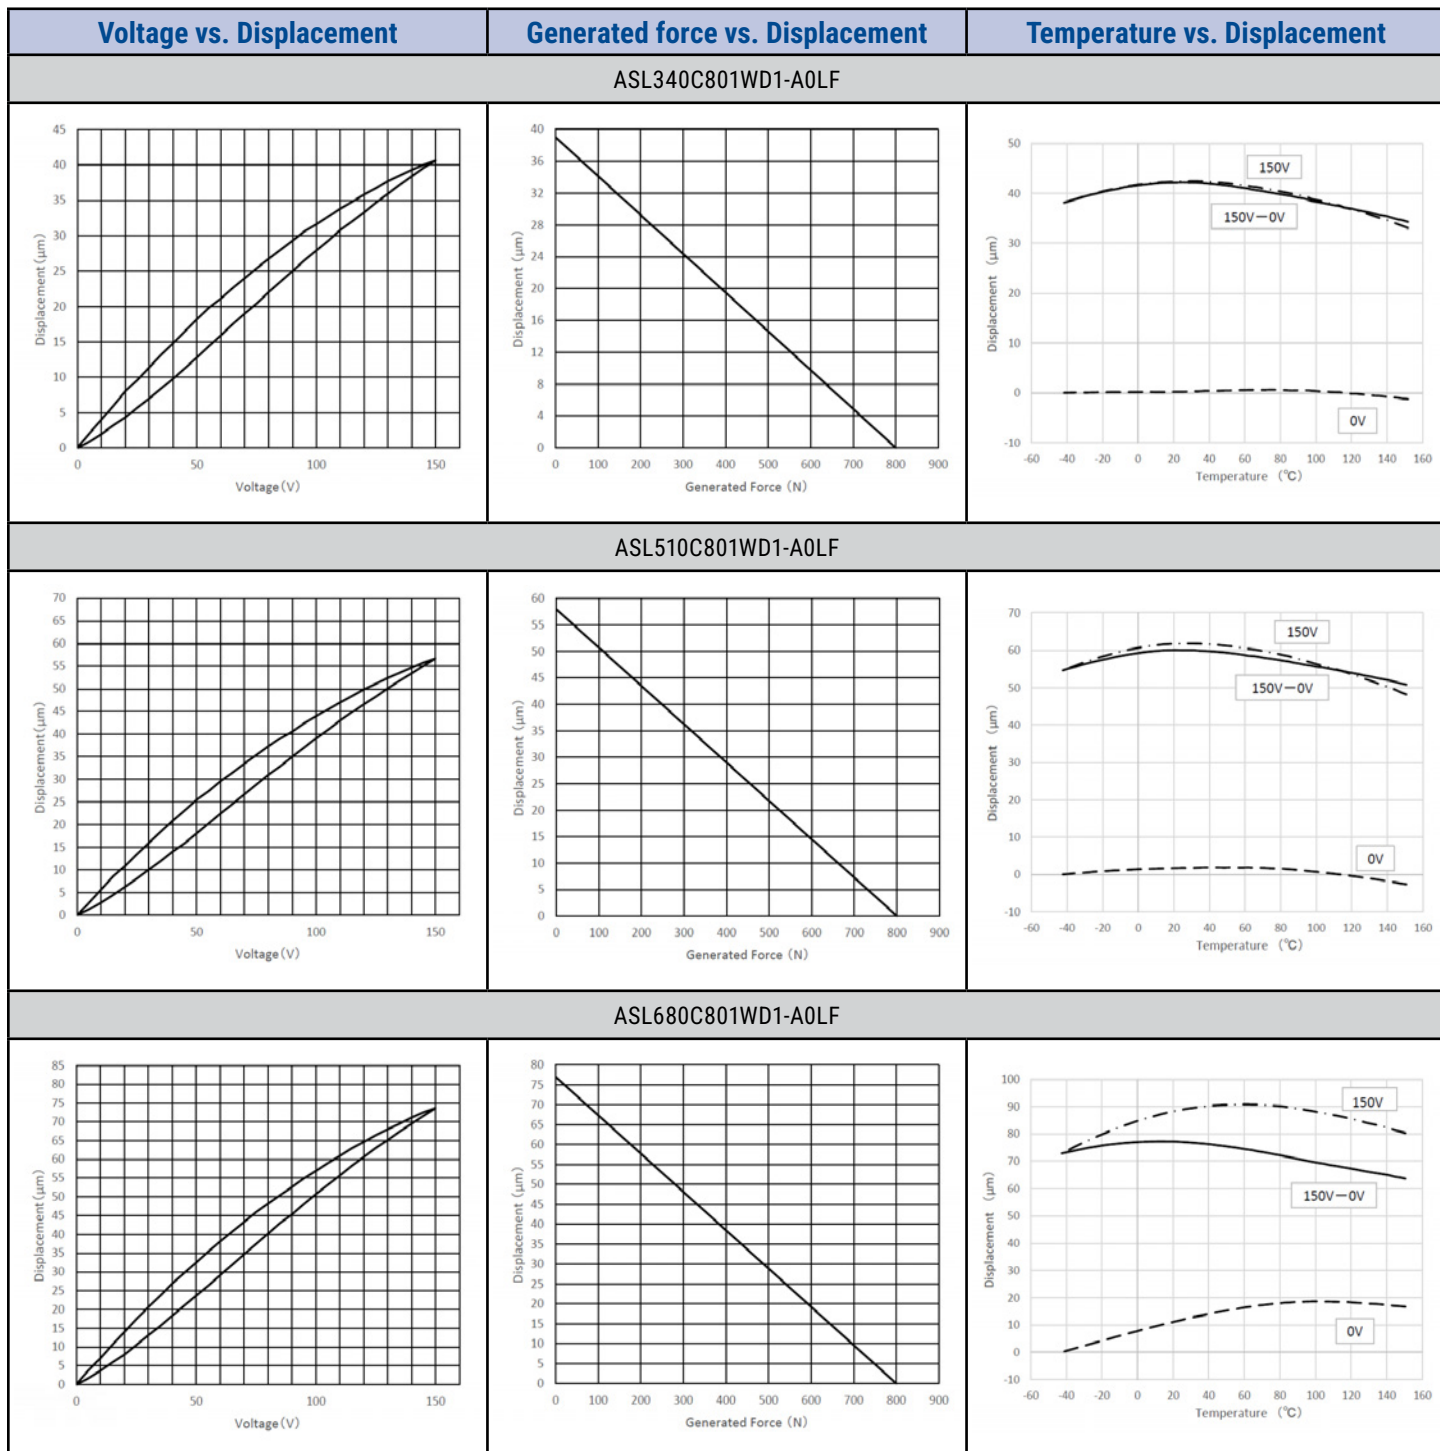 Voltage vs. Displacement
Generated force vs. Displacement
Temperature vs. Displacement
ASL340C801WD1-A0LF
45
40
35
30
25
20
15
10
5
0
Displacement(μm)
0 50 100 150
Voltage(V)
40
36
32
28
24
20
16
12
8
4
0
Displacement (μm)
0 100 200 300 400 500 600 700 800 900
Generated Force (N)
50
40
30
20
10
0
-10
Displacement (μm)
150V
150V-0V
0V
-60 -40 -20 0 20 40 60 80 100 120 140 160
Temperature (℃)
ASL510C801WD1-A0LF
70
65
60
55
50
45
40
35
30
25
20
15
10
5
0
Displacement(μm)
0 50 100 150
Voltage(V)
60
55
50
45
40
35
30
25
20
15
10
5
0
Displacement (μm)
0 100 200 300 400 500 600 700 800 900
Generated Force (N)
70
60
50
40
30
20
10
0
-10
Displacement (μm)
150V
150V-0V
0V
-60 -40 -20 0 20 40 60 80 100 120 140 160
Temperature (℃)
ASL680C801WD1-A0LF
85
80
75
70
65
60
55
50
45
40
35
30
25
20
15
10
5
0
Displacement(μm)
0 50 100 150
Voltage(V)
80
75
70
65
60
55
50
45
40
35
30
25
20
15
10
5
0
Displacement (μm)
0 100 200 300 400 500 600 700 800 900
Generated Force (N)
100
90
80
70
60
50
40
30
20
10
0
-10
Displacement (μm)
150V
150V-0V
0V
-60 -40 -20 0 20 40 60 80 100 120 140 160
Temperature (℃)